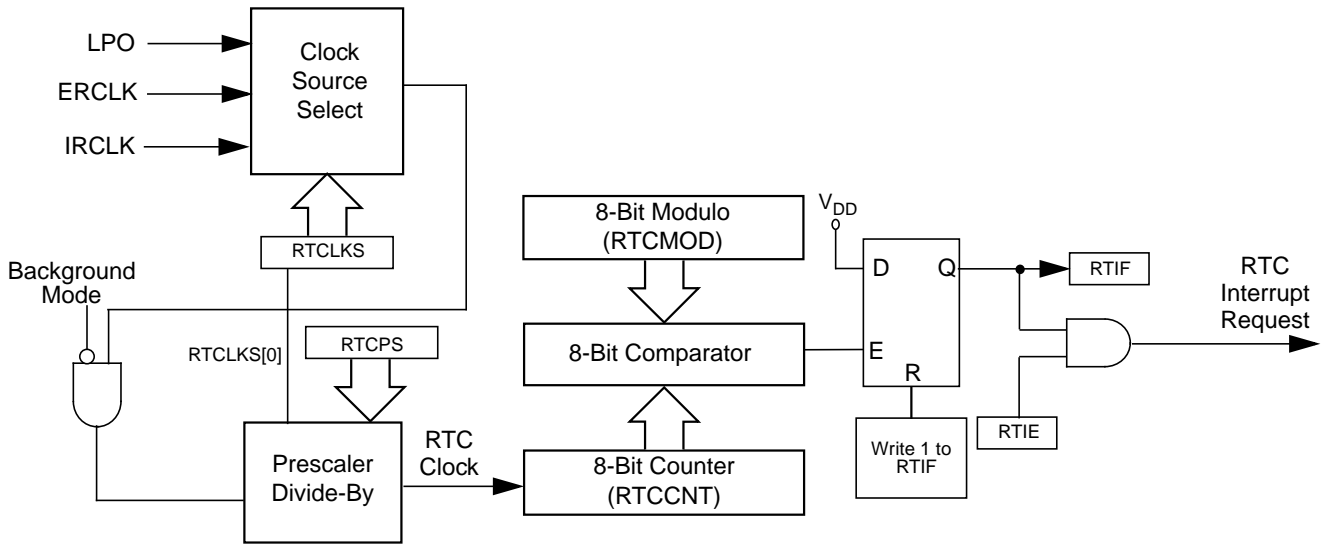 LPO
ERCLK
IRCLK
Clock
Source
Select
RTCLKS
Background
Mode
RTCLKS[0]
RTCPS
Prescaler
Divide-By
RTC
Clock
8-Bit Modulo
(RTCMOD)
8-Bit Comparator
8-Bit Counter
(RTCCNT)
VDD
D
Q
E
R
Write 1 to
RTIF
RTIF
RTIE
RTC
Interrupt
Request